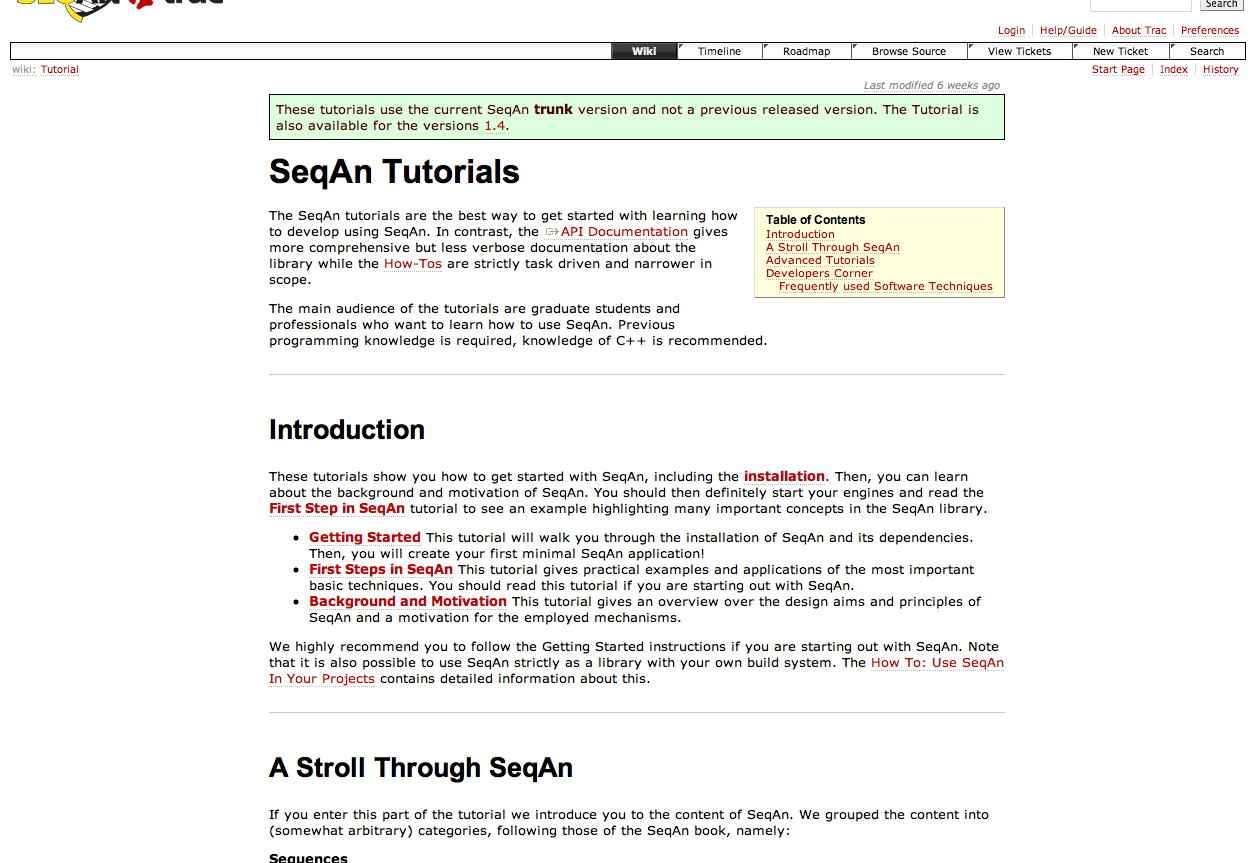 SEQAN trac
Search
Login Help/Guide About Trac Preferences
Wiki Timeline Roadmap Browse Source View Tickets New Ticket Search
wiki: Tutorial Start Page Index History
Last modified 6 weeks ago
These tutorials use the current SeqAn trunk version and not a previous released version. The Tutorial is
also available for the versions 1.4.
SeqAn Tutorials
The SeqAn tutorials are the best way to get started with learning how
to develop using SeqAn. In contrast, the API Documentation gives
more comprehensive but less verbose documentation about the
library while the How-Tos are strictly task driven and narrower in
scope.
Table of Contents
Introduction
A Stroll Through SeqAn
Advanced Tutorials
Developers Corner
Frequently used Software Techniques
The main audience of the tutorials are graduate students and
professionals who want to learn how to use SeqAn. Previous
programming knowledge is required, knowledge of C++ is recommended.
Introduction
These tutorials show you how to get started with SeqAn, including the installation. Then, you can learn
about the background and motivation of SeqAn. You should then definitely start your engines and read the
First Step in SeqAn tutorial to see an example highlighting many important concepts in the SeqAn library.
• Getting Started This tutorial will walk you through the installation of SeqAn and its dependencies.
Then, you will create your first minimal SeqAn application!
• First Steps in SeqAn This tutorial gives practical examples and applications of the most important
basic techniques. You should read this tutorial if you are starting out with SeqAn.
• Background and Motivation This tutorial gives an overview over the design aims and principles of
SeqAn and a motivation for the employed mechanisms.
We highly recommend you to follow the Getting Started instructions if you are starting out with SeqAn. Note
that it is also possible to use SeqAn strictly as a library with your own build system. The How To: Use SeqAn
In Your Projects contains detailed information about this.
A Stroll Through SeqAn
If you enter this part of the tutorial we introduce you to the content of SeqAn. We grouped the content into
(somewhat arbitrary) categories, following those of the SeqAn book, namely:
Sequences